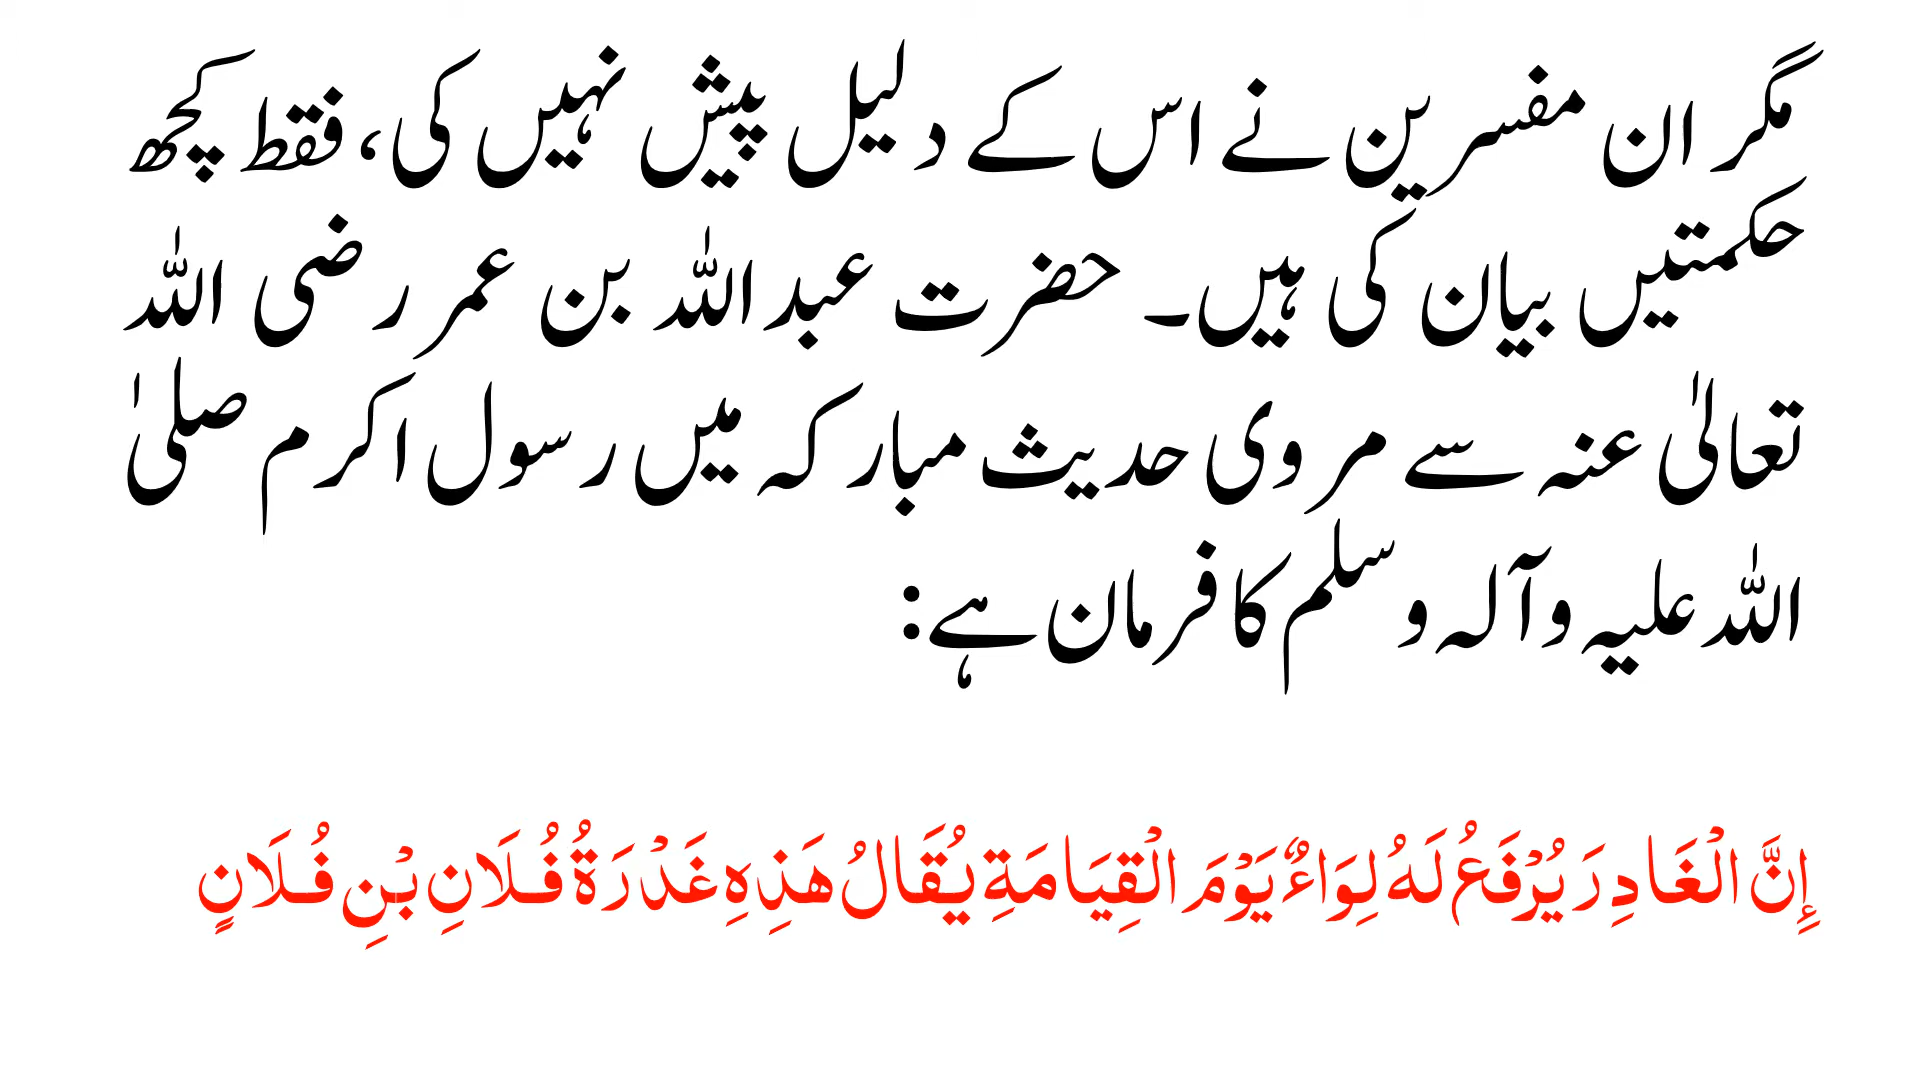 مگر ان مفسرین نے اس کے دلیل پیش نہیں کی، فقط کچھ
حکمتیں بیان کی ہیں۔ حضرت عبداللہ بن عمر رضی اللہ
تعالیٰ عنہ سے مروی حدیث مبارکہ میں رسول اکرم صلیٰ
اللہ علیہ وآلہ وسلم کا فرمان ہے:
إِنَّ الْغَادِرَ يُرْفَعُ لَهُ لِوَاءٌ يَوْمَ الْقِيَامَةِ يُقَالُ هَذِهِ غَدْرَةُ فُلَانِ بْنِ فُلَانٍ